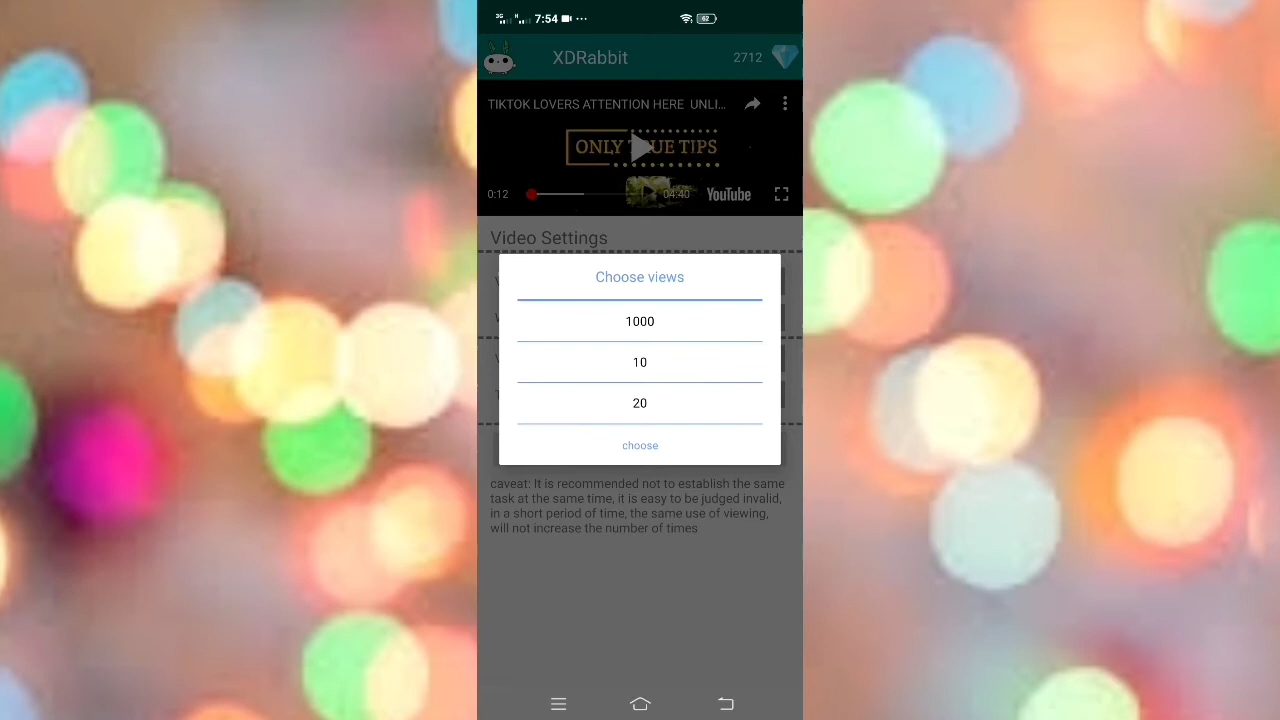 3G H 7:54 62
XDRabbit 2712
TIKTOK LOVERS ATTENTION HERE UNLI...
ONLY TRUE TIPS
0:12 04:40 YouTube
Video Settings
Choose views
1000
10
20
choose
caveat: It is recommended not to establish the same
task at the same time, it is easy to be judged invalid,
in a short period of time, the same use of viewing,
will not increase the number of times